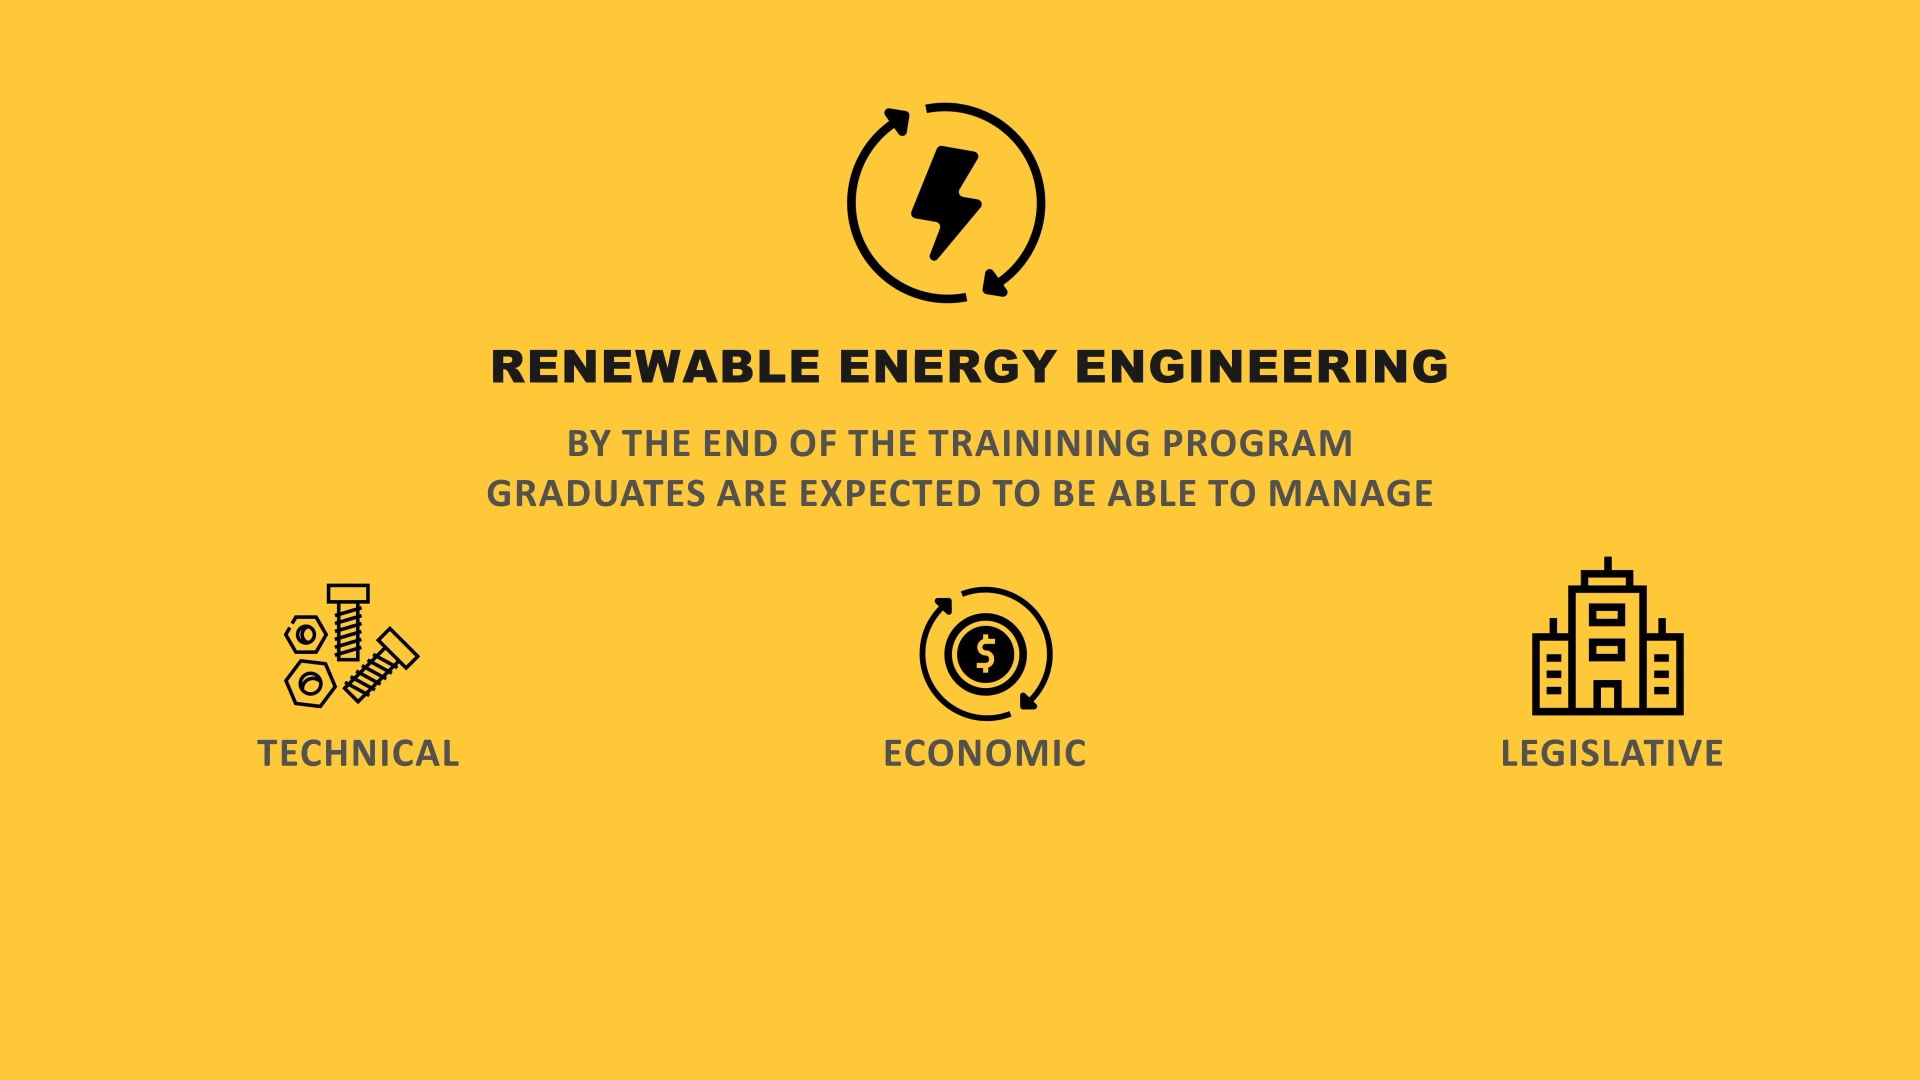 RENEWABLE ENERGY ENGINEERING
BY THE END OF THE TRAININING PROGRAM
GRADUATES ARE EXPECTED TO BE ABLE TO MANAGE
$
TECHNICAL
ECONOMIC
LEGISLATIVE